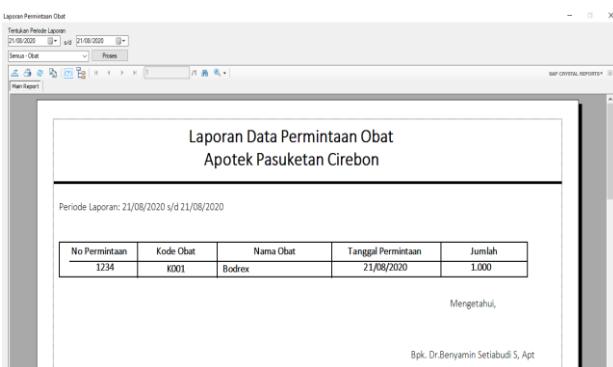 Laporan Permintaan Obat
Tentukan Periode Laporan
21/08/2020 s/d 21/08/2020
Semua - Obat Proses
SAP CRYSTAL REPORTS
Main Report
Laporan Data Permintaan Obat
Apotek Pasuketan Cirebon
Periode Laporan: 21/08/2020 s/d 21/08/2020
No Permintaan Kode Obat Nama Obat Tanggal Permintaan Jumlah
1234 K001 Bodrex 21/08/2020 1.000
Mengetahui,
Bpk. Dr.Benyamin Setiabudi S, Apt